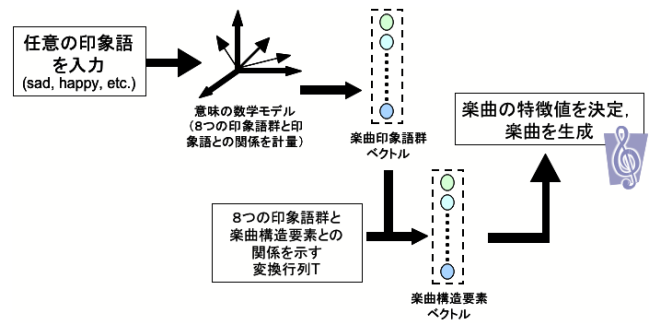 任意の印象語
を入力
(sad, happy, etc.)
意味の数学モデル
(8つの印象語群と印
象語との関係を計量)
楽曲印象語群
ベクトル
楽曲の特徴値を決定,
楽曲を生成
8つの印象語群と
楽曲構造要素との
関係を示す
変換行列T
楽曲構造要素
ベクトル